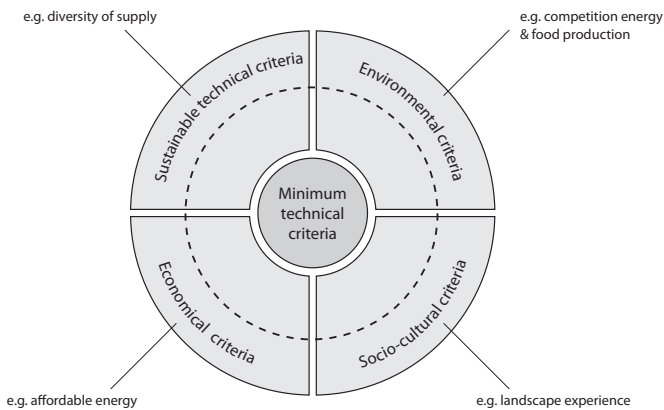 e.g. diversity of supply
e.g. competition energy
& food production
Sustainable technical criteria
Environmental criteria
Minimum
technical
criteria
Economical criteria
Socio-cultural criteria
e.g. affordable energy
e.g. landscape experience